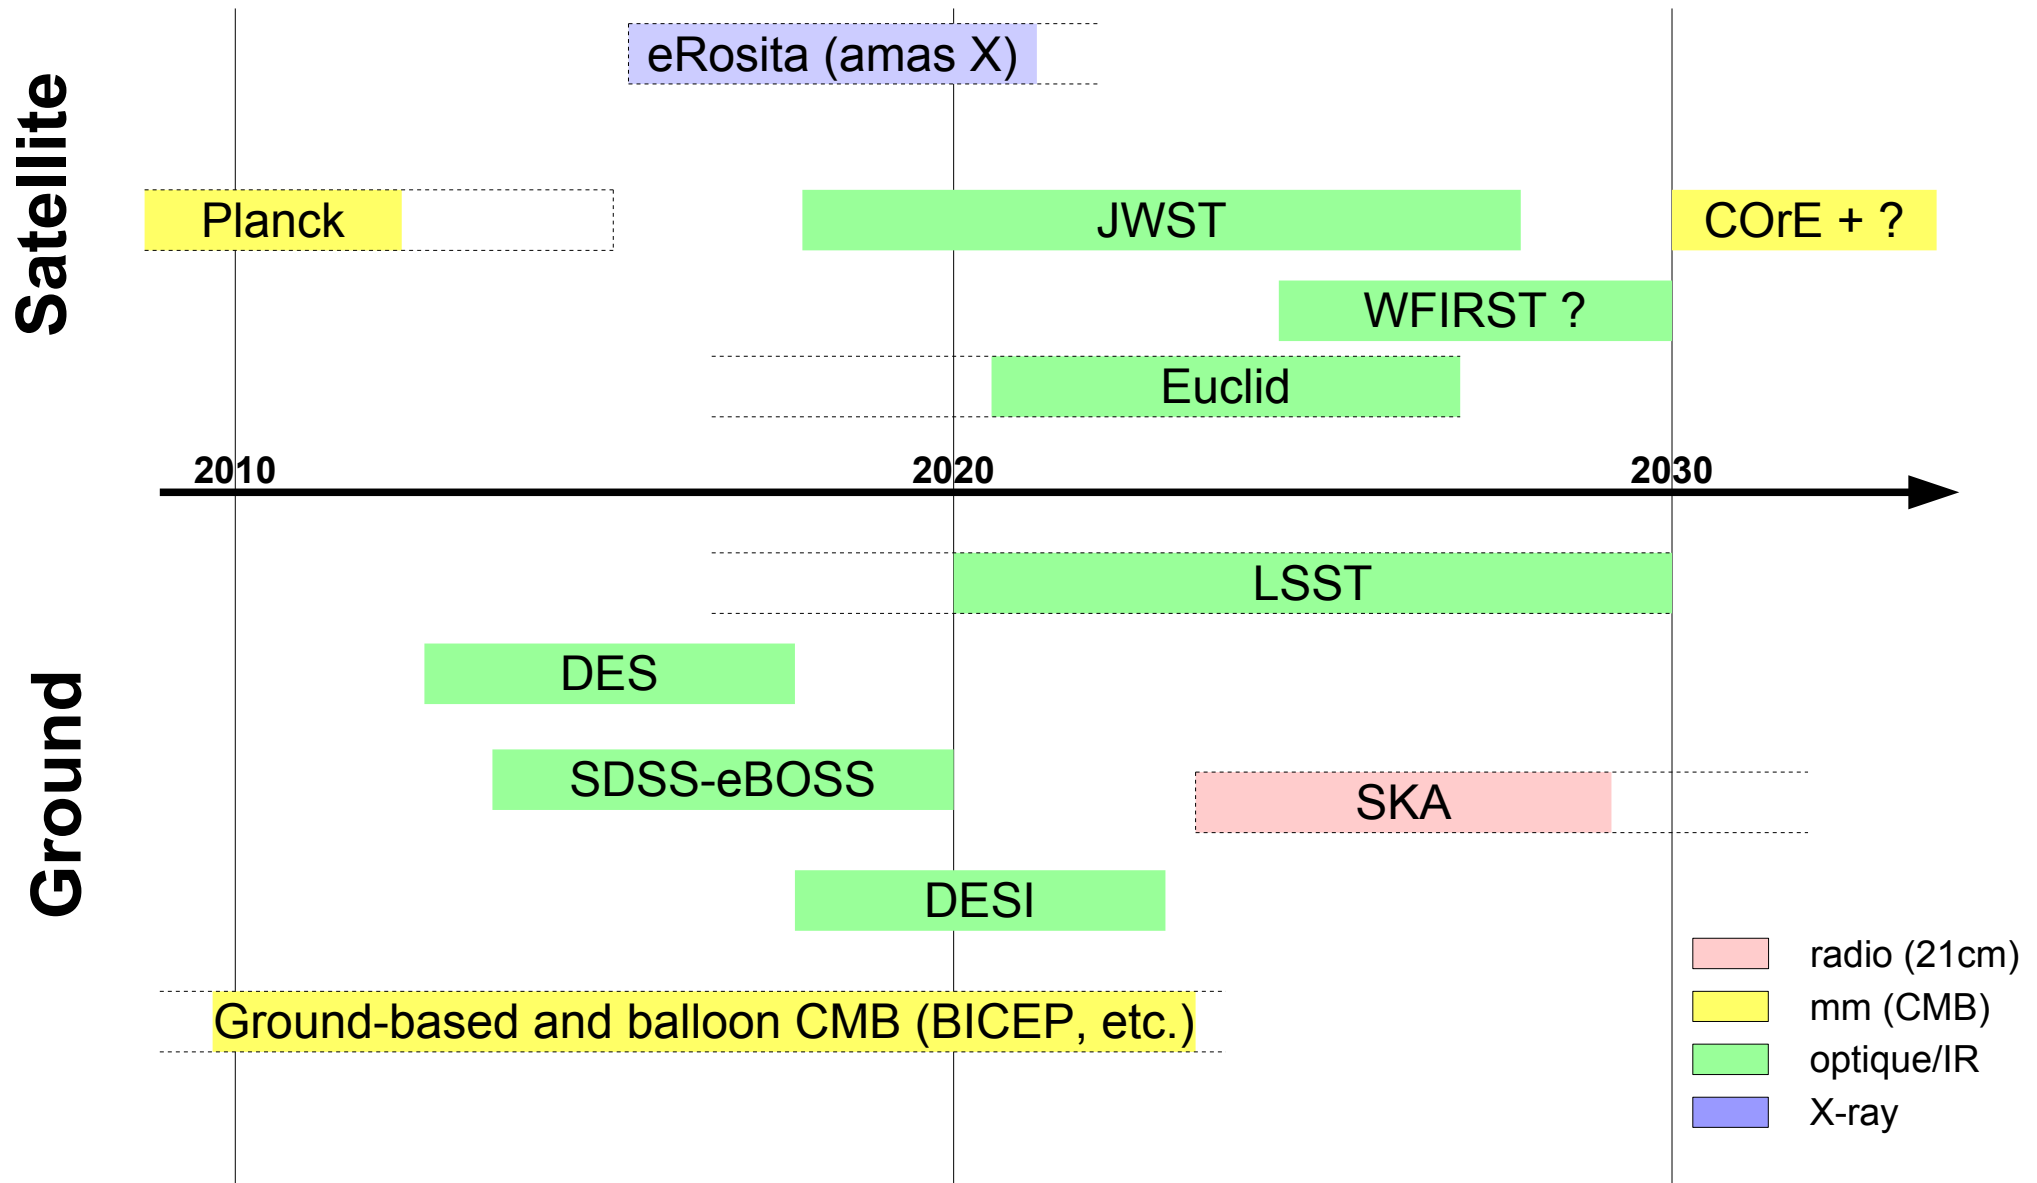 Satellite
eRosita (amas X)
Planck
JWST
COrE + ?
WFIRST ?
Euclid
2010
2020
2030
Ground
LSST
DES
SDSS-eBOSS
SKA
DESI
Ground-based and balloon CMB (BICEP, etc.)
radio (21cm)
mm (CMB)
optique/IR
X-ray